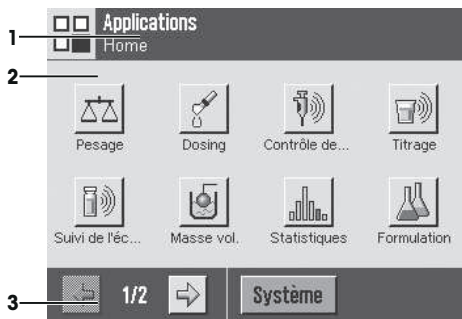 Applications
1
Home
2
Pesage
Dosing
Contrôle de...
Titrage
Suivi de l'éc...
Masse vol.
Statistiques
Formulation
3
1/2
Système